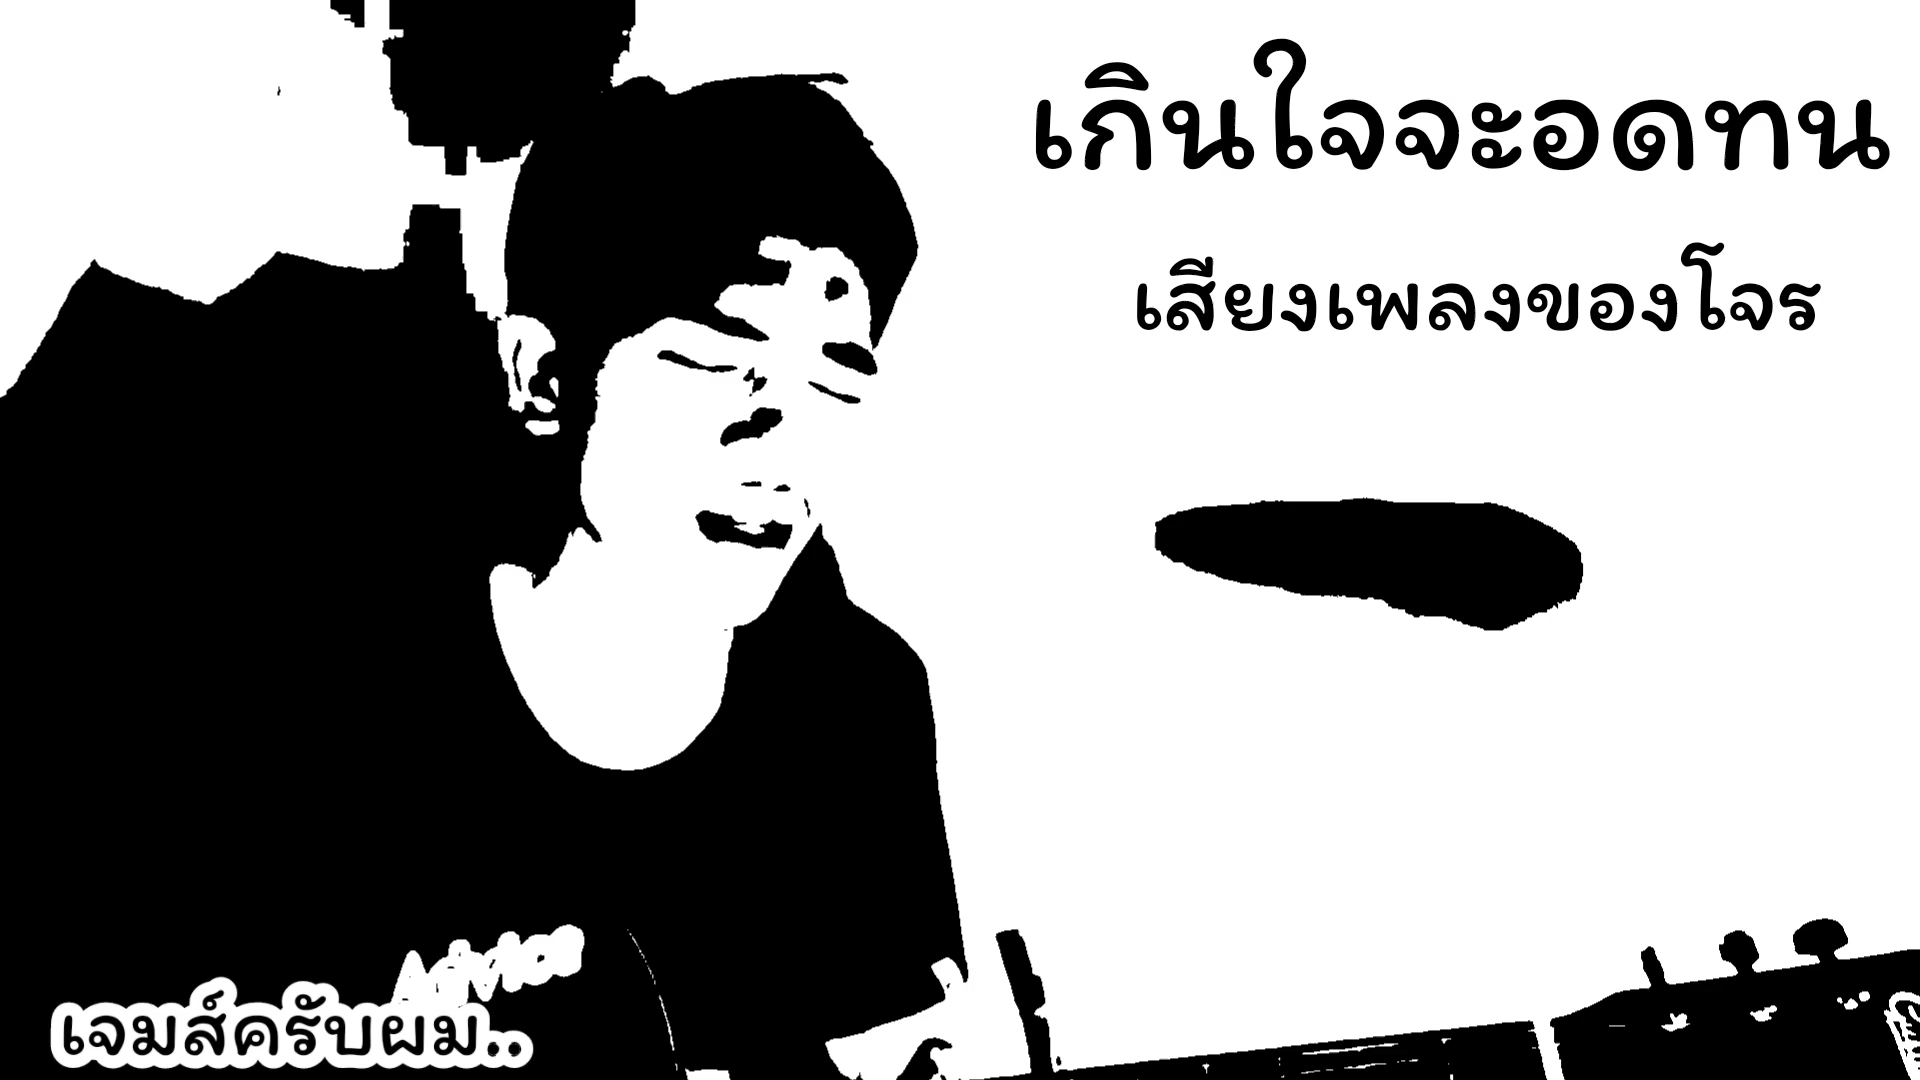 เกินใจจะอดทน
เสียงเพลงของโจร
Advice
เจมส์ครับผม..